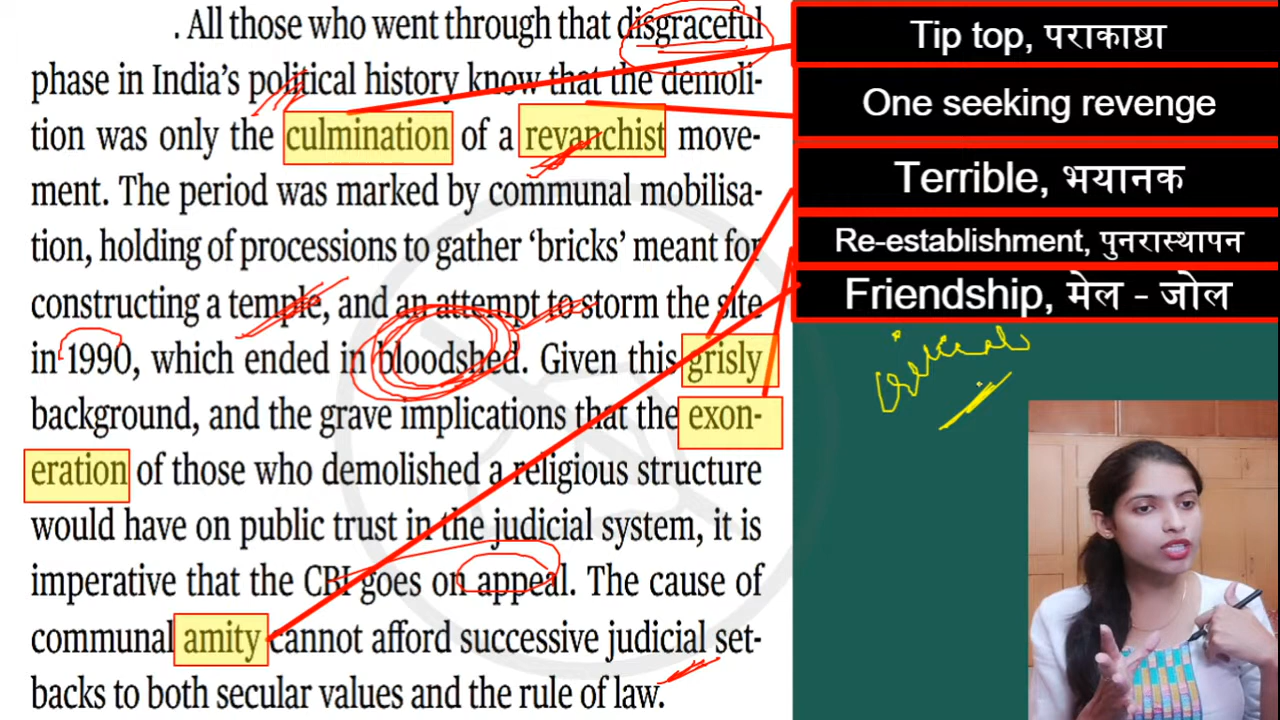 . All those who went through that disgraceful
phase in India's political history know that the demoli-
tion was only the culmination of a revanchist move-
ment. The period was marked by communal mobilisa-
tion, holding of processions to gather 'bricks' meant for
constructing a temple, and an attempt to storm the site
in 1990, which ended in bloodshed. Given this grisly
background, and the grave implications that the exon-
eration of those who demolished a religious structure
would have on public trust in the judicial system, it is
imperative that the CBI goes on appeal. The cause of
communal amity cannot afford successive judicial set-
backs to both secular values and the rule of law.
Tip top, पराकाष्ठा
One seeking revenge
Terrible, भयानक
Re-establishment, पुनरास्थापन
Friendship, मेल - जोल